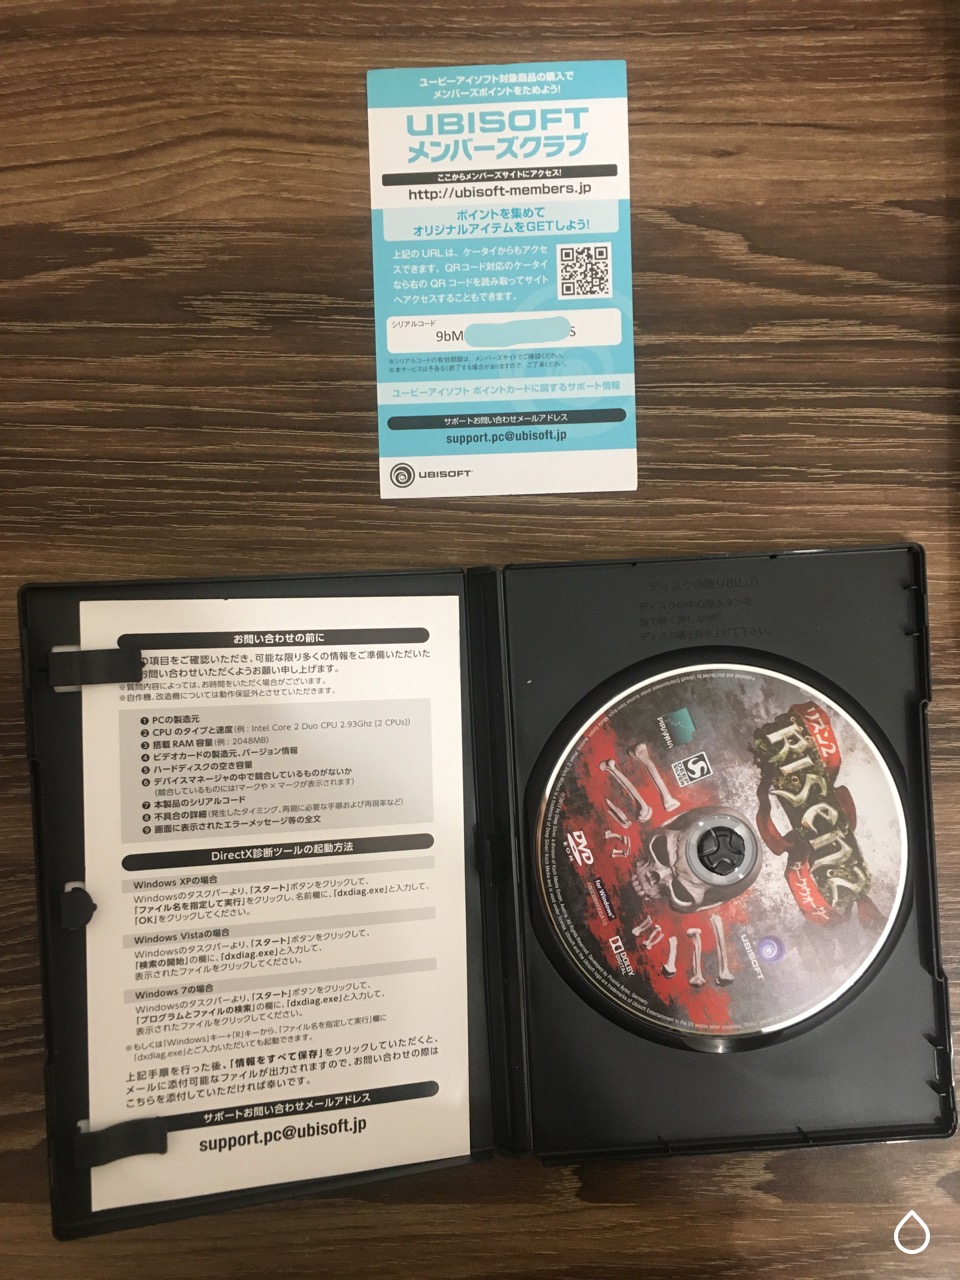 ユービーアイソフト対象商品の購入で
メンバーズポイントをためよう!
UBISOFT
メンバーズクラブ
ここからメンバーズサイトにアクセス!
http://ubisoft-members.jp
ポイントを集めて
オリジナルアイテムをGETしよう!
上記の URL は、ケータイからもアクセ
スできます。QRコード対応のケータイ
なら右の QR コードを読み取ってサイト
へアクセスすることもできます。
シリアルコード
9bM
S
※シリアルコードの有効期限は、メンバーズサイトでご確認ください。
※本サービスは予告なく終了する場合がありますので、ご了承ください。
ユービーアイソフト ポイントカードに関するサポート情報
サポートお問い合わせメールアドレス
support.pc@ubisoft.jp
UBISOFT
お問い合わせの前に
の項目をご確認いただき、可能な限り多くの情報をご準備いただいた
お問い合わせいただくようお願い申し上げます。
※質問内容によっては、お時間をいただく場合がございます。
※自作機、改造機については動作保証外とさせていただきます。
❶ PCの製造元
❷ CPU のタイプと速度(例 : Intel Core 2 Duo CPU 2.93Ghz [2 CPUs])
❸ 搭載 RAM 容量(例 : 2048MB)
❹ ビデオカードの製造元、バージョン情報
❺ ハードディスクの空き容量
❻ デバイスマネージャの中で競合しているものがないか
(競合しているものには!マークや × マークが表示されます)
❼ 本製品のシリアルコード
❽ 不具合の詳細(発生したタイミング、再現に必要な手順および再現率など)
❾ 画面に表示されたエラーメッセージ等の全文
DirectX診断ツールの起動方法
Windows XPの場合
Windowsのタスクバーより、「スタート」ボタンをクリックして、
「ファイル名を指定して実行」をクリックし、名前欄に、「dxdiag.exe」と入力して、
「OK」をクリックしてください。
Windows Vistaの場合
Windowsのタスクバーより、「スタート」ボタンをクリックして、
「検索の開始」の欄に、「dxdiag.exe」と入力して、
表示されたファイルをクリックしてください。
Windows 7の場合
Windowsのタスクバーより、「スタート」ボタンをクリックして、
「プログラムとファイルの検索」の欄に、「dxdiag.exe」と入力して、
表示されたファイルをクリックしてください。
※もしくは「Windows」キー+「R」キーから、「ファイル名を指定して実行」欄に
「dxdiag.exe」とご入力いただいても起動できます。
上記手順を行った後、「情報をすべて保存」をクリックしていただくと、
メールに添付可能なファイルが出力されますので、お問い合わせの際は
こちらを添付していただければ幸いです。
サポートお問い合わせメールアドレス
support.pc@ubisoft.jp
ディスクの取り出し方
リズン2
RISEN 2
ダークウォーター
PIRANHA
DEEP SILVER
DVD
ROM
for Windows
DOLBY
DIGITAL
UBISOFT